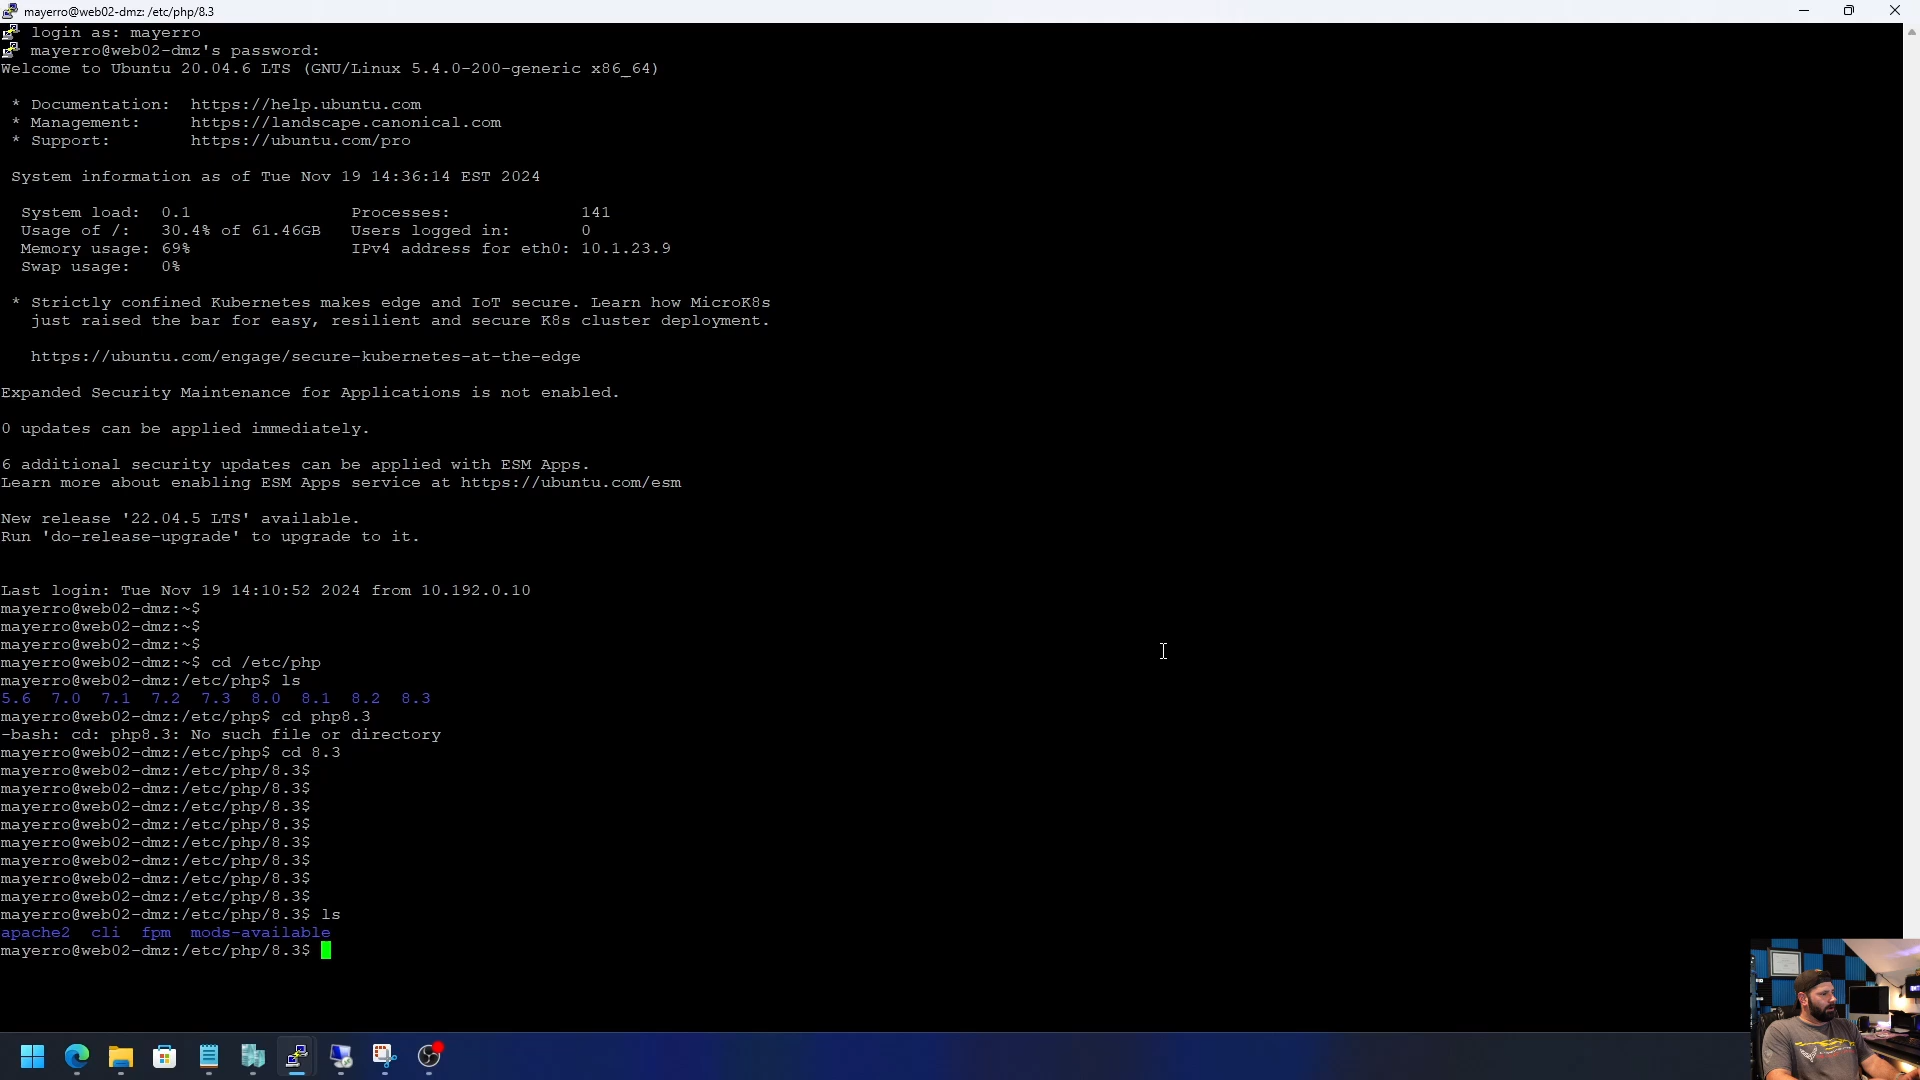 mayerro@web02-dmz: /etc/php/8.3
login as: mayerro
mayerro@web02-dmz's password:
Welcome to Ubuntu 20.04.6 LTS (GNU/Linux 5.4.0-200-generic x86_64)
* Documentation:  https://help.ubuntu.com
* Management:     https://landscape.canonical.com
* Support:        https://ubuntu.com/pro
System information as of Tue Nov 19 14:36:14 EST 2024
System load:  0.1                Processes:             141
Usage of /:   30.4% of 61.46GB   Users logged in:       0
Memory usage: 69%                IPv4 address for eth0: 10.1.23.9
Swap usage:   0%
* Strictly confined Kubernetes makes edge and IoT secure. Learn how MicroK8s
just raised the bar for easy, resilient and secure K8s cluster deployment.
https://ubuntu.com/engage/secure-kubernetes-at-the-edge
Expanded Security Maintenance for Applications is not enabled.
0 updates can be applied immediately.
6 additional security updates can be applied with ESM Apps.
Learn more about enabling ESM Apps service at https://ubuntu.com/esm
New release '22.04.5 LTS' available.
Run 'do-release-upgrade' to upgrade to it.
Last login: Tue Nov 19 14:10:52 2024 from 10.192.0.10
mayerro@web02-dmz:~$
mayerro@web02-dmz:~$
mayerro@web02-dmz:~$
mayerro@web02-dmz:~$ cd /etc/php
mayerro@web02-dmz:/etc/php$ ls
5.6  7.0  7.1  7.2  7.3  8.0  8.1  8.2  8.3
mayerro@web02-dmz:/etc/php$ cd php8.3
-bash: cd: php8.3: No such file or directory
mayerro@web02-dmz:/etc/php$ cd 8.3
mayerro@web02-dmz:/etc/php/8.3$
mayerro@web02-dmz:/etc/php/8.3$
mayerro@web02-dmz:/etc/php/8.3$
mayerro@web02-dmz:/etc/php/8.3$
mayerro@web02-dmz:/etc/php/8.3$
mayerro@web02-dmz:/etc/php/8.3$
mayerro@web02-dmz:/etc/php/8.3$
mayerro@web02-dmz:/etc/php/8.3$
mayerro@web02-dmz:/etc/php/8.3$ ls
apache2  cli  fpm  mods-available
mayerro@web02-dmz:/etc/php/8.3$